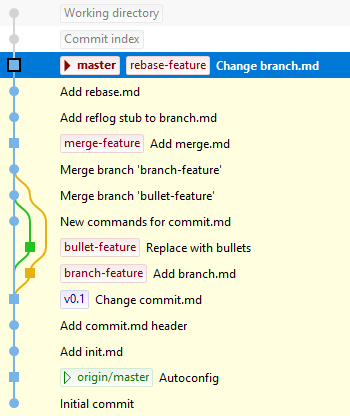 Working directory
Commit index
master rebase-feature Change branch.md
Add rebase.md
Add reflog stub to branch.md
merge-feature Add merge.md
Merge branch 'branch-feature'
Merge branch 'bullet-feature'
New commands for commit.md
bullet-feature Replace with bullets
branch-feature Add branch.md
v0.1 Change commit.md
Add commit.md header
Add init.md
origin/master Autoconfig
Initial commit